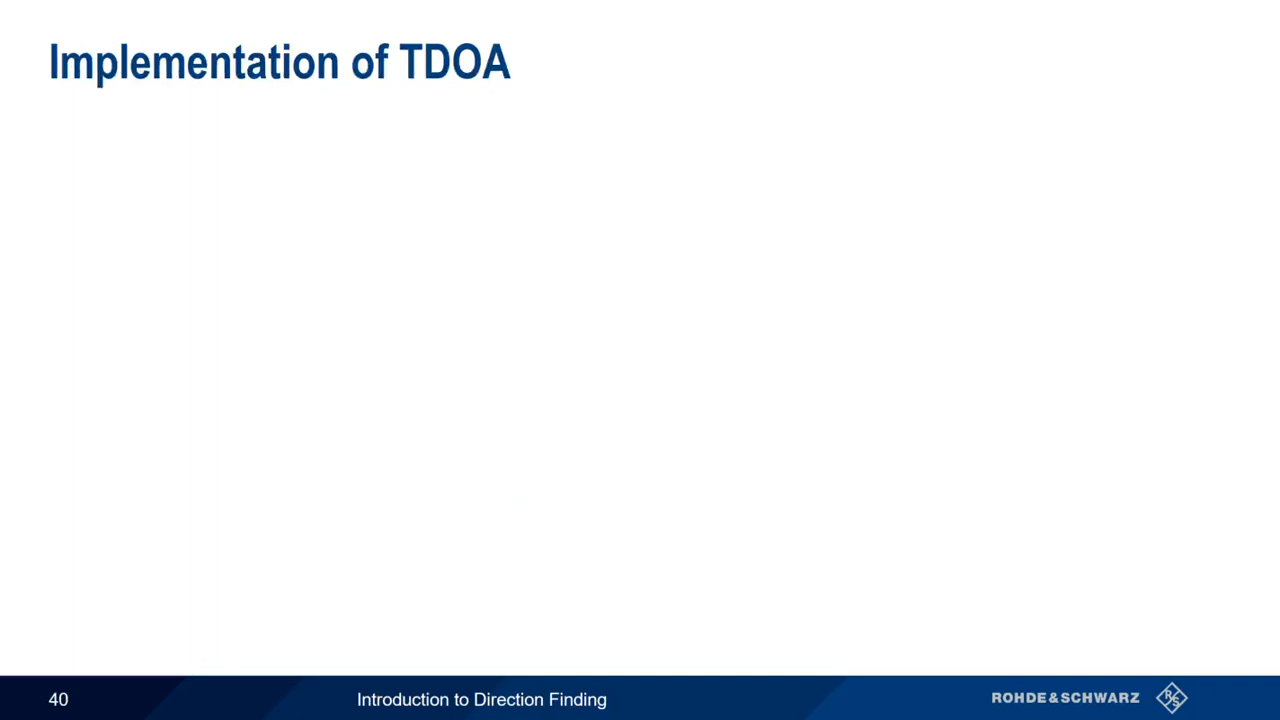 Implementation of TDOA
40
Introduction to Direction Finding
ROHDE&SCHWARZ
R S